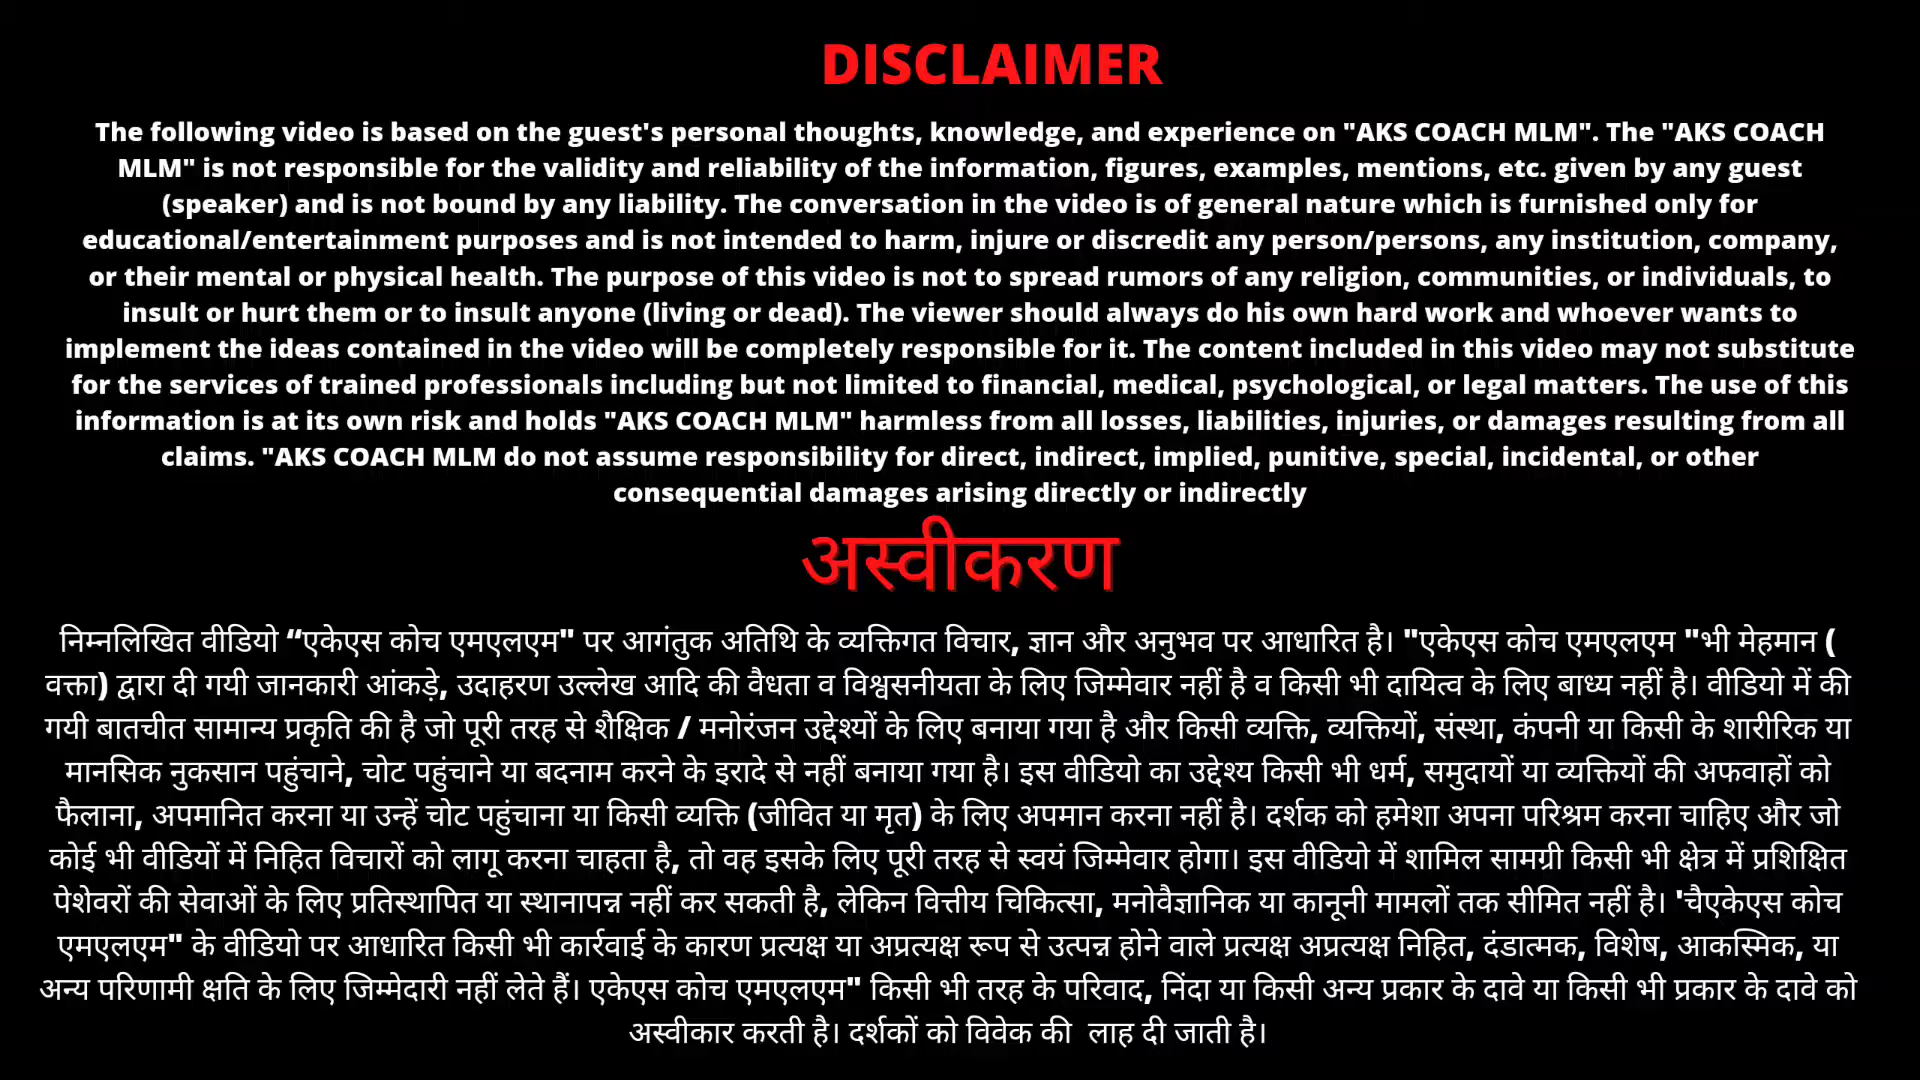 DISCLAIMER
The following video is based on the guest's personal thoughts, knowledge, and experience on "AKS COACH MLM". The "AKS COACH
MLM" is not responsible for the validity and reliability of the information, figures, examples, mentions, etc. given by any guest
(speaker) and is not bound by any liability. The conversation in the video is of general nature which is furnished only for
educational/entertainment purposes and is not intended to harm, injure or discredit any person/persons, any institution, company,
or their mental or physical health. The purpose of this video is not to spread rumors of any religion, communities, or individuals, to
insult or hurt them or to insult anyone (living or dead). The viewer should always do his own hard work and whoever wants to
implement the ideas contained in the video will be completely responsible for it. The content included in this video may not substitute
for the services of trained professionals including but not limited to financial, medical, psychological, or legal matters. The use of this
information is at its own risk and holds "AKS COACH MLM" harmless from all losses, liabilities, injuries, or damages resulting from all
claims. "AKS COACH MLM do not assume responsibility for direct, indirect, implied, punitive, special, incidental, or other
consequential damages arising directly or indirectly
अस्वीकरण
निम्नलिखित वीडियो “एकेएस कोच एमएलएम" पर आगंतुक अतिथि के व्यक्तिगत विचार, ज्ञान और अनुभव पर आधारित है। "एकेएस कोच एमएलएम "भी मेहमान (
वक्ता) द्वारा दी गयी जानकारी आंकड़े, उदाहरण उल्लेख आदि की वैधता व विश्वसनीयता के लिए जिम्मेवार नहीं है व किसी भी दायित्व के लिए बाध्य नहीं है। वीडियो में की
गयी बातचीत सामान्य प्रकृति की है जो पूरी तरह से शैक्षिक / मनोरंजन उद्देश्यों के लिए बनाया गया है और किसी व्यक्ति, व्यक्तियों, संस्था, कंपनी या किसी के शारीरिक या
मानसिक नुकसान पहुंचाने, चोट पहुंचाने या बदनाम करने के इरादे से नहीं बनाया गया है। इस वीडियो का उद्देश्य किसी भी धर्म, समुदायों या व्यक्तियों की अफवाहों को
फैलाना, अपमानित करना या उन्हें चोट पहुंचाना या किसी व्यक्ति (जीवित या मृत) के लिए अपमान करना नहीं है। दर्शक को हमेशा अपना परिश्रम करना चाहिए और जो
कोई भी वीडियों में निहित विचारों को लागू करना चाहता है, तो वह इसके लिए पूरी तरह से स्वयं जिम्मेवार होगा। इस वीडियो में शामिल सामग्री किसी भी क्षेत्र में प्रशिक्षित
पेशेवरों की सेवाओं के लिए प्रतिस्थापित या स्थानापन्न नहीं कर सकती है, लेकिन वित्तीय चिकित्सा, मनोवैज्ञानिक या कानूनी मामलों तक सीमित नहीं है। 'चैएकेएस कोच
एमएलएम" के वीडियो पर आधारित किसी भी कार्रवाई के कारण प्रत्यक्ष या अप्रत्यक्ष रूप से उत्पन्न होने वाले प्रत्यक्ष अप्रत्यक्ष निहित, दंडात्मक, विशेष, आकस्मिक, या
अन्य परिणामी क्षति के लिए जिम्मेदारी नहीं लेते हैं। एकेएस कोच एमएलएम" किसी भी तरह के परिवाद, निंदा या किसी अन्य प्रकार के दावे या किसी भी प्रकार के दावे को
अस्वीकार करती है। दर्शकों को विवेक की लाह दी जाती है।